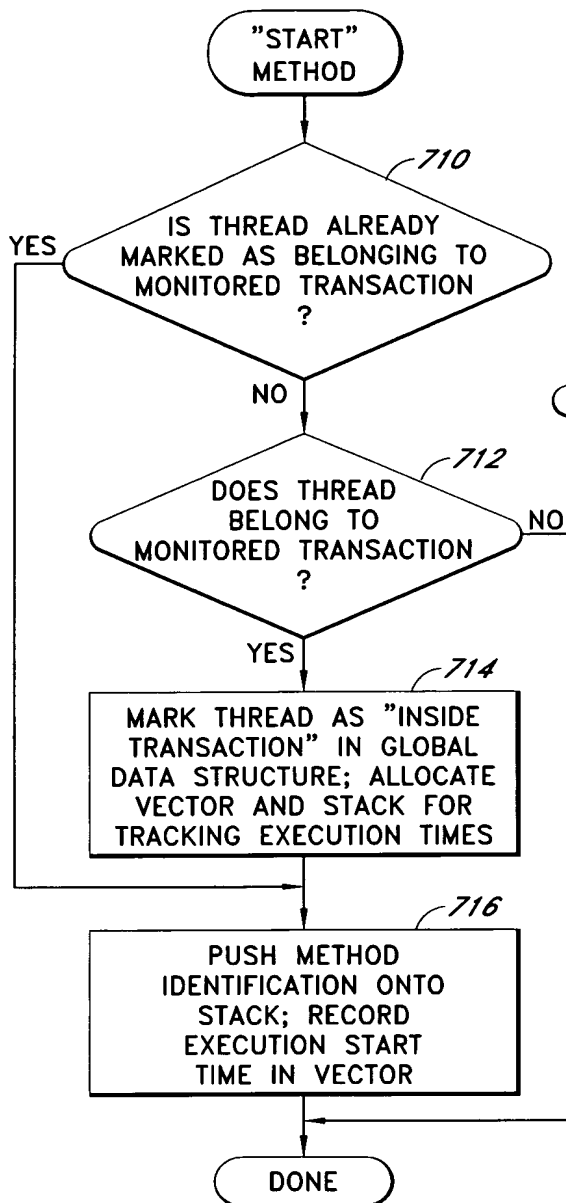 "START"
METHOD
710
IS THREAD ALREADY
MARKED AS BELONGING TO
MONITORED TRANSACTION
?
YES
NO
712
DOES THREAD
BELONG TO
MONITORED TRANSACTION
?
NO
YES
714
MARK THREAD AS "INSIDE
TRANSACTION" IN GLOBAL
DATA STRUCTURE; ALLOCATE
VECTOR AND STACK FOR
TRACKING EXECUTION TIMES
716
PUSH METHOD
IDENTIFICATION ONTO
STACK; RECORD
EXECUTION START
TIME IN VECTOR
DONE